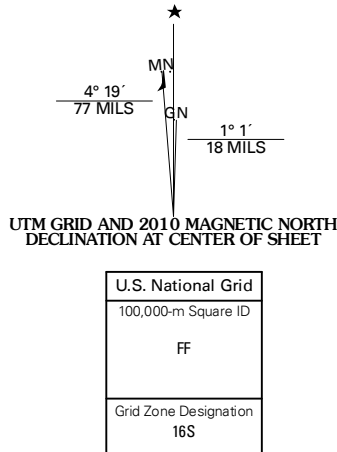 ★
MN
4° 19´
77 MILS
GN
1° 1´
18 MILS
UTM GRID AND 2010 MAGNETIC NORTH
DECLINATION AT CENTER OF SHEET
U.S. National Grid
100,000-m Square ID
FF
Grid Zone Designation
16S